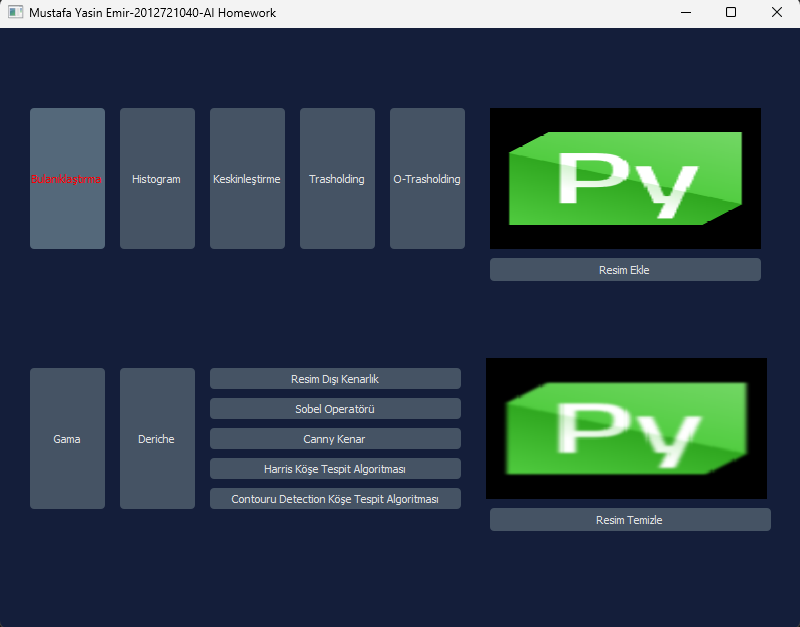 Mustafa Yasin Emir-2012721040-AI Homework
Bulanıklaştırma
Histogram
Keskinleştirme
Trasholding
O-Trasholding
Py
Resim Ekle
Gama
Deriche
Resim Dışı Kenarlık
Sobel Operatörü
Canny Kenar
Harris Köşe Tespit Algoritması
Contouru Detection Köşe Tespit Algoritması
Py
Resim Temizle